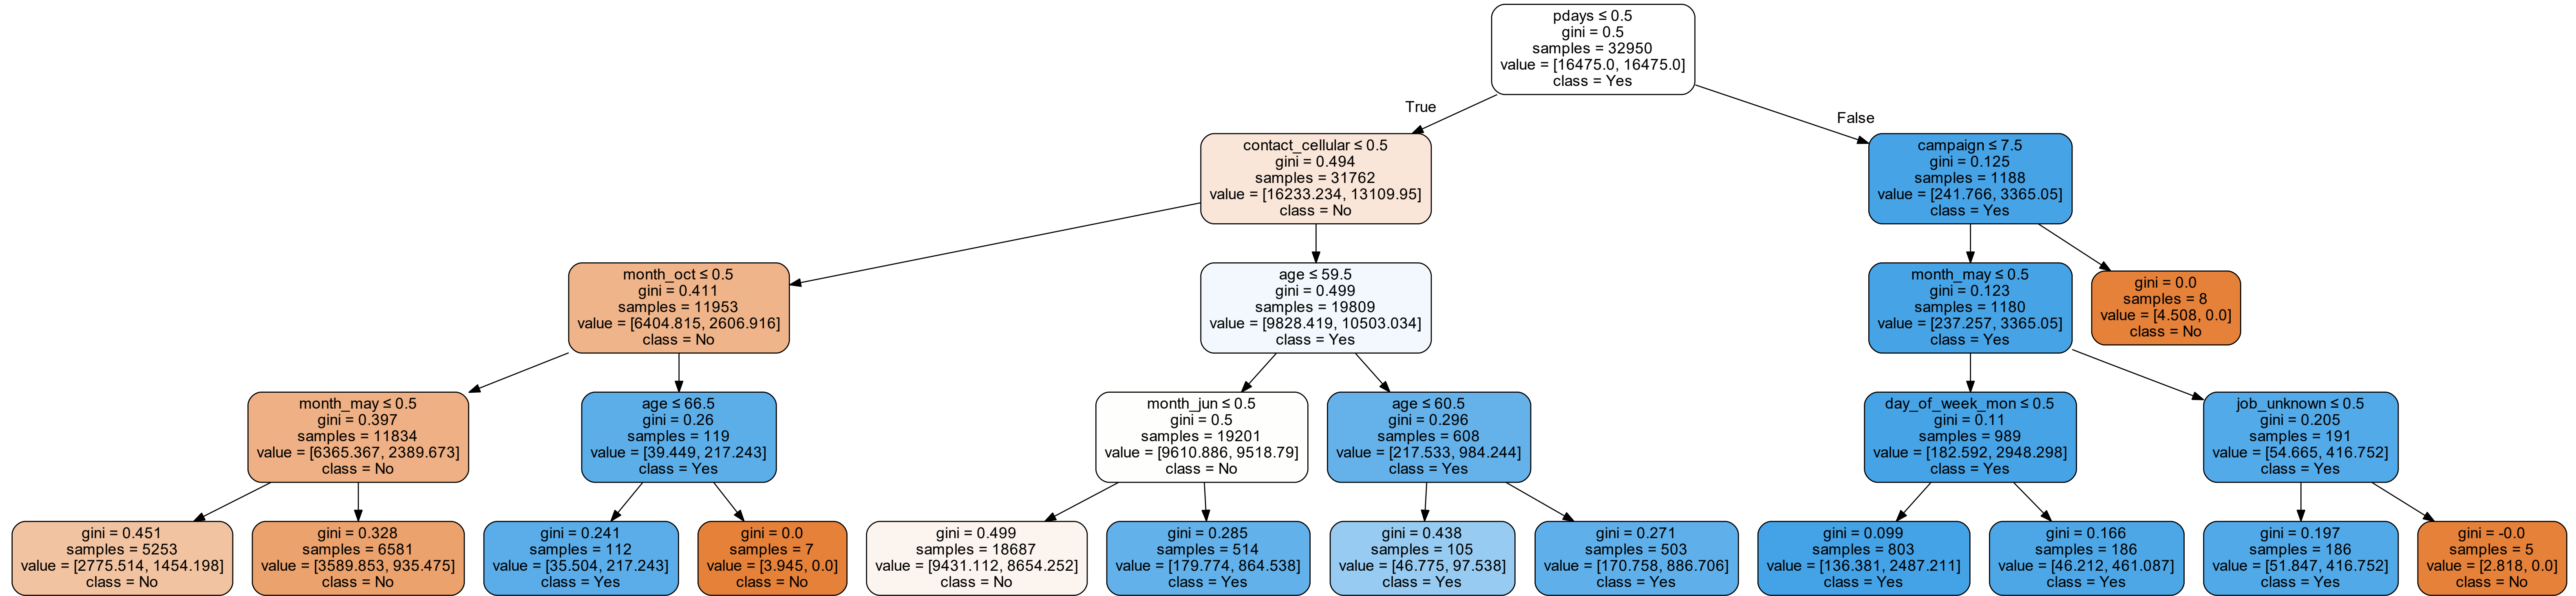 pdays ≤ 0.5
gini = 0.5
samples = 32950
value = [16475.0, 16475.0]
class = Yes
True
False
contact_cellular ≤ 0.5
gini = 0.494
samples = 31762
value = [16233.234, 13109.95]
class = No
campaign ≤ 7.5
gini = 0.125
samples = 1188
value = [241.766, 3365.05]
class = Yes
month_oct ≤ 0.5
gini = 0.411
samples = 11953
value = [6404.815, 2606.916]
class = No
age ≤ 59.5
gini = 0.499
samples = 19809
value = [9828.419, 10503.034]
class = Yes
month_may ≤ 0.5
gini = 0.123
samples = 1180
value = [237.257, 3365.05]
class = Yes
gini = 0.0
samples = 8
value = [4.508, 0.0]
class = No
month_may ≤ 0.5
gini = 0.397
samples = 11834
value = [6365.367, 2389.673]
class = No
age ≤ 66.5
gini = 0.26
samples = 119
value = [39.449, 217.243]
class = Yes
month_jun ≤ 0.5
gini = 0.5
samples = 19201
value = [9610.886, 9518.79]
class = No
age ≤ 60.5
gini = 0.296
samples = 608
value = [217.533, 984.244]
class = Yes
day_of_week_mon ≤ 0.5
gini = 0.11
samples = 989
value = [182.592, 2948.298]
class = Yes
job_unknown ≤ 0.5
gini = 0.205
samples = 191
value = [54.665, 416.752]
class = Yes
gini = 0.451
samples = 5253
value = [2775.514, 1454.198]
class = No
gini = 0.328
samples = 6581
value = [3589.853, 935.475]
class = No
gini = 0.241
samples = 112
value = [35.504, 217.243]
class = Yes
gini = 0.0
samples = 7
value = [3.945, 0.0]
class = No
gini = 0.499
samples = 18687
value = [9431.112, 8654.252]
class = No
gini = 0.285
samples = 514
value = [179.774, 864.538]
class = Yes
gini = 0.438
samples = 105
value = [46.775, 97.538]
class = Yes
gini = 0.271
samples = 503
value = [170.758, 886.706]
class = Yes
gini = 0.099
samples = 803
value = [136.381, 2487.211]
class = Yes
gini = 0.166
samples = 186
value = [46.212, 461.087]
class = Yes
gini = 0.197
samples = 186
value = [51.847, 416.752]
class = Yes
gini = -0.0
samples = 5
value = [2.818, 0.0]
class = No